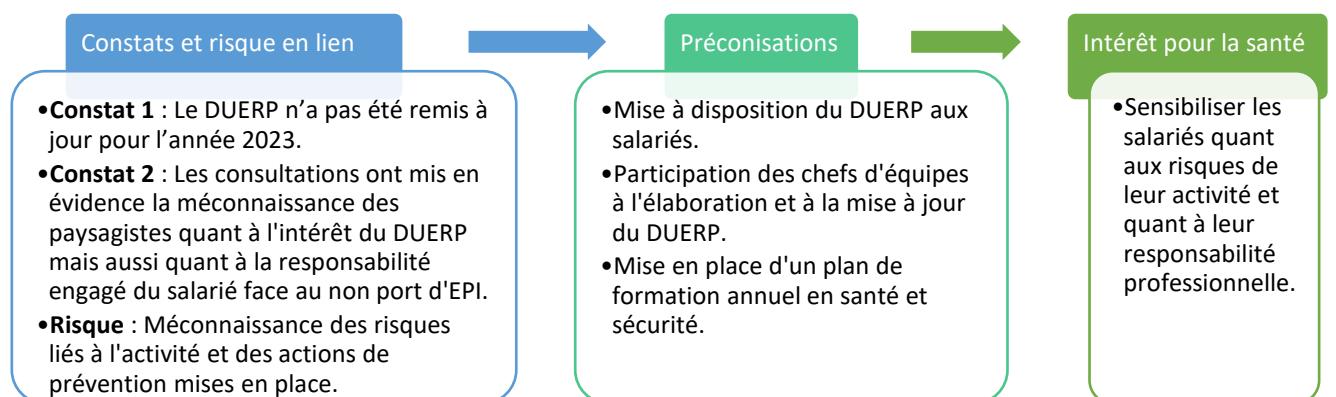 Constats et risque en lien
•Constat 1 : Le DUERP n’a pas été remis à
jour pour l’année 2023.
•Constat 2 : Les consultations ont mis en
évidence la méconnaissance des
paysagistes quant à l'intérêt du DUERP
mais aussi quant à la responsabilité
engagé du salarié face au non port d'EPI.
•Risque : Méconnaissance des risques
liés à l'activité et des actions de
prévention mises en place.
Préconisations
•Mise à disposition du DUERP aux
salariés.
•Participation des chefs d'équipes
à l'élaboration et à la mise à jour
du DUERP.
•Mise en place d'un plan de
formation annuel en santé et
sécurité.
Intérêt pour la santé
•Sensibiliser les
salariés quant
aux risques de
leur activité et
quant à leur
responsabilité
professionnelle.